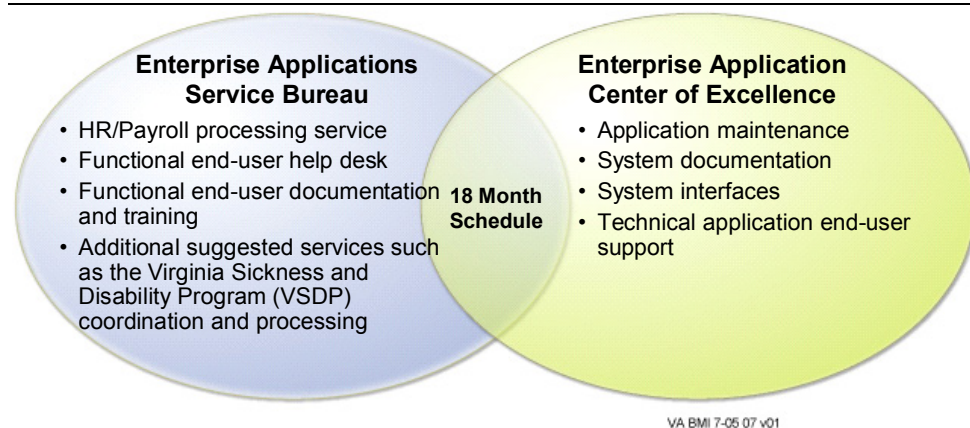 Enterprise Applications
Service Bureau
• HR/Payroll processing service
• Functional end-user help desk
• Functional end-user documentation
and training
• Additional suggested services such
as the Virginia Sickness and
Disability Program (VSDP)
coordination and processing
18 Month
Schedule
Enterprise Application
Center of Excellence
• Application maintenance
• System documentation
• System interfaces
• Technical application end-user
support
VA BMI 7-05 07 v01